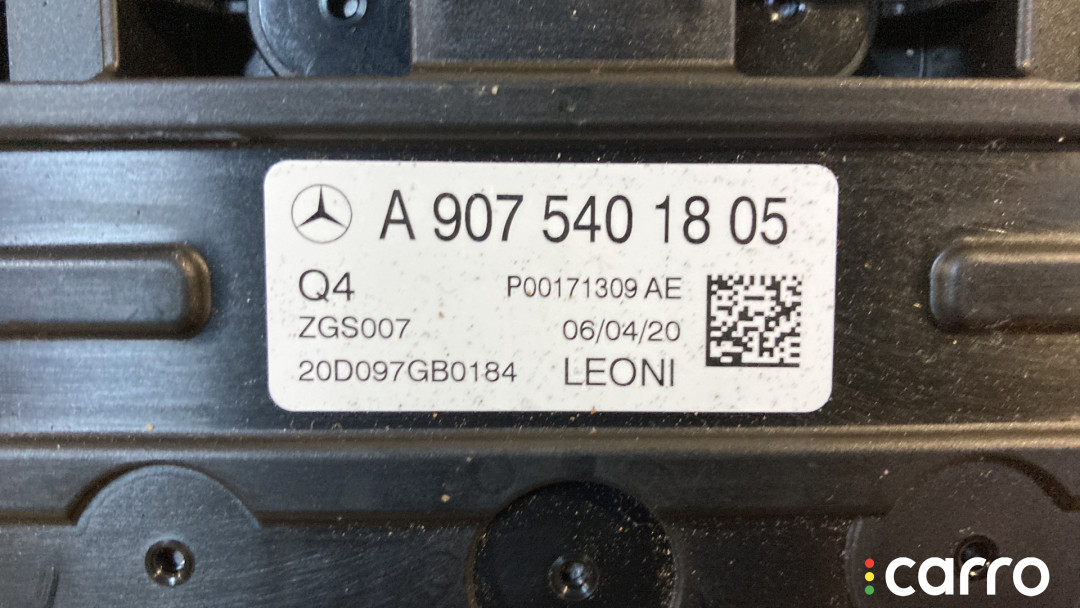 A 907 540 18 05
Q4
P00171309 AE
ZGS007
06/04/20
20D097GB0184
LEONI
carro